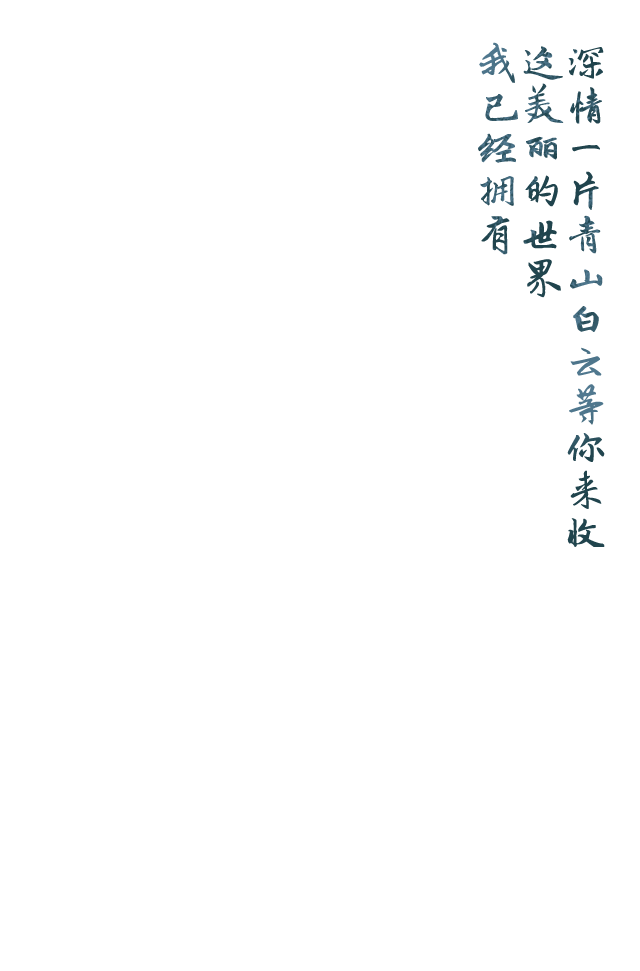 深情一片青山白云等你来收
这美丽的世界
我已经拥有